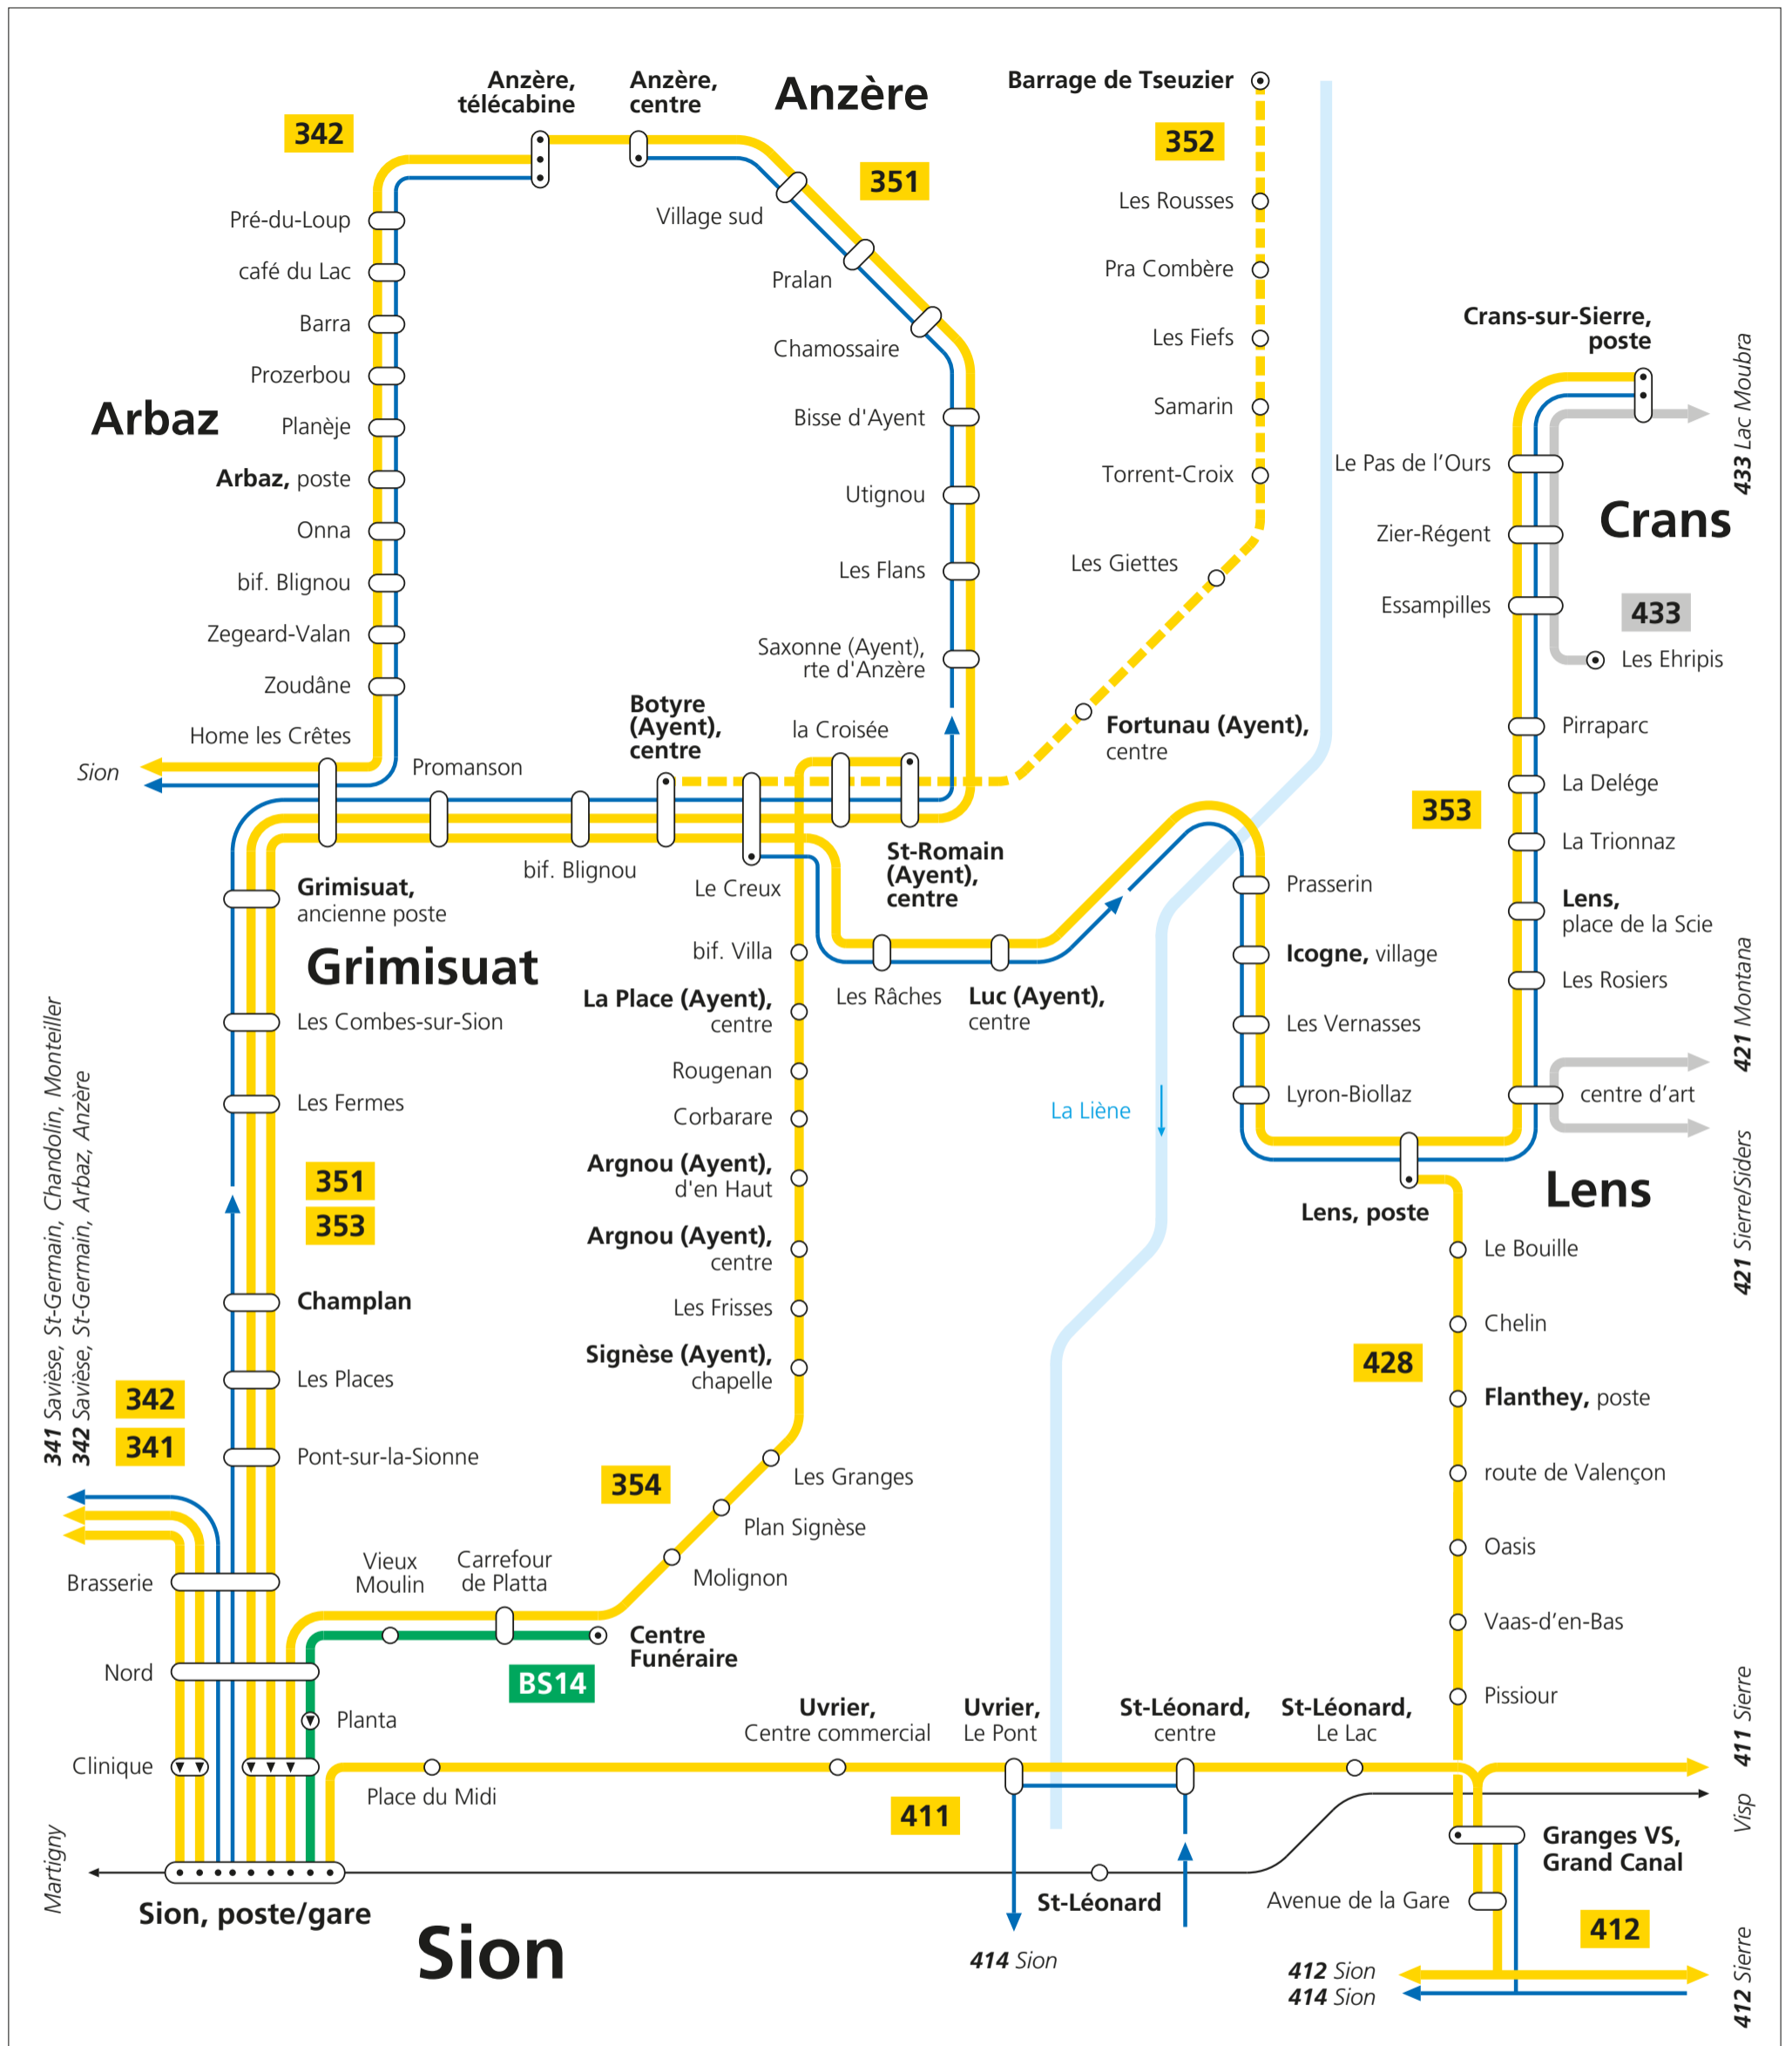 Anzère,
télécabine
Anzère,
centre
Anzère
Barrage de Tseuzier
342
352
351
Les Rousses
Pré-du-Loup
Village sud
café du Lac
Pralan
Pra Combère
Barra
Chamossaire
Les Fiefs
Crans-sur-Sierre,
poste
433 Lac Moubra
Prozerbou
Arbaz
Planèje
Bisse d'Ayent
Samarin
Arbaz, poste
Utignou
Torrent-Croix
Le Pas de l’Ours
Crans
Onna
Zier-Régent
bif. Blignou
Les Flans
Les Giettes
Essampilles
433
Zegeard-Valan
Saxonne (Ayent),
rte d'Anzère
Les Ehripis
Zoudâne
Botyre
(Ayent),
centre
la Croisée
Fortunau (Ayent),
centre
Pirraparc
Home les Crêtes
Sion
Promanson
La Delége
353
La Trionnaz
bif. Blignou
Le Creux
St-Romain
(Ayent),
centre
Grimisuat,
ancienne poste
Prasserin
Lens,
place de la Scie
Grimisuat
bif. Villa
Icogne, village
Les Rosiers
La Place (Ayent),
centre
Les Râches
Luc (Ayent),
centre
Les Combes-sur-Sion
Les Vernasses
421 Montana
Rougenan
Les Fermes
Corbarare
La Liène
Lyron-Biollaz
centre d’art
351
353
Argnou (Ayent),
d'en Haut
Lens
Lens, poste
421 Sierre/Siders
Argnou (Ayent),
centre
Le Bouille
Champlan
Les Frisses
Chelin
341 Savièse, St-Germain, Chandolin, Monteiller
342 Savièse, St-Germain, Arbaz, Anzère
Les Places
Signèse (Ayent),
chapelle
428
342
341
Flanthey, poste
Pont-sur-la-Sionne
Les Granges
route de Valençon
354
Plan Signèse
Oasis
Brasserie
Vieux
Moulin
Carrefour
de Platta
Molignon
Centre
Funéraire
Vaas-d’en-Bas
Nord
BS14
Pissiour
Planta
Uvrier,
Centre commercial
Uvrier,
Le Pont
St-Léonard,
centre
St-Léonard,
Le Lac
411 Sierre
Clinique
Place du Midi
411
Visp
Martigny
Granges VS,
Grand Canal
Sion, poste/gare
St-Léonard
Avenue de la Gare
Sion
412
414 Sion
412 Sion
414 Sion
412 Sierre